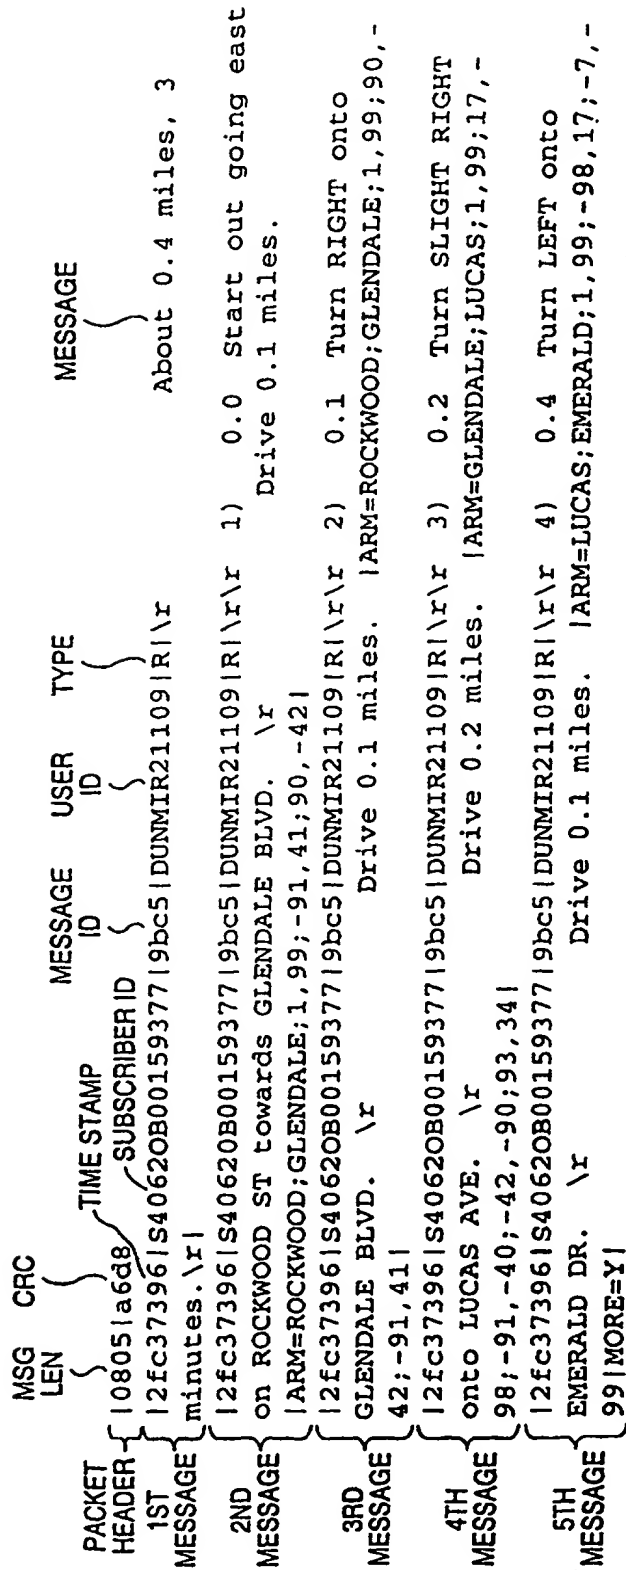 MSG LEN
CRC
TIME STAMP
SUBSCRIBER ID
MESSAGE ID
USER ID
TYPE
MESSAGE
PACKET HEADER
|0805|a6d8
1ST MESSAGE
|2fc37396|S4062OB00159377|9bc5|DUNMIR21109|R|\r About 0.4 miles, 3
minutes.\r|
2ND MESSAGE
|2fc37396|S4062OB00159377|9bc5|DUNMIR21109|R|\r\r 1) 0.0 Start out going east
on ROCKWOOD ST towards GLENDALE BLVD. \r Drive 0.1 miles.
|ARM=ROCKWOOD;GLENDALE;1,99;-91,41;90,-42|
3RD MESSAGE
|2fc37396|S4062OB00159377|9bc5|DUNMIR21109|R|\r\r 2) 0.1 Turn RIGHT onto
GLENDALE BLVD. \r Drive 0.1 miles. |ARM=ROCKWOOD;GLENDALE;1,99;90,-
42;-91,41|
4TH MESSAGE
|2fc37396|S4062OB00159377|9bc5|DUNMIR21109|R|\r\r 3) 0.2 Turn SLIGHT RIGHT
onto LUCAS AVE. \r Drive 0.2 miles. |ARM=GLENDALE;LUCAS;1,99;17,-
98;-91,-40;-42,-90;93,34|
5TH MESSAGE
|2fc37396|S4062OB00159377|9bc5|DUNMIR21109|R|\r\r 4) 0.4 Turn LEFT onto
EMERALD DR. \r Drive 0.1 miles. |ARM=LUCAS;EMERALD;1,99;-98,17;-7,-
99|MORE=Y|